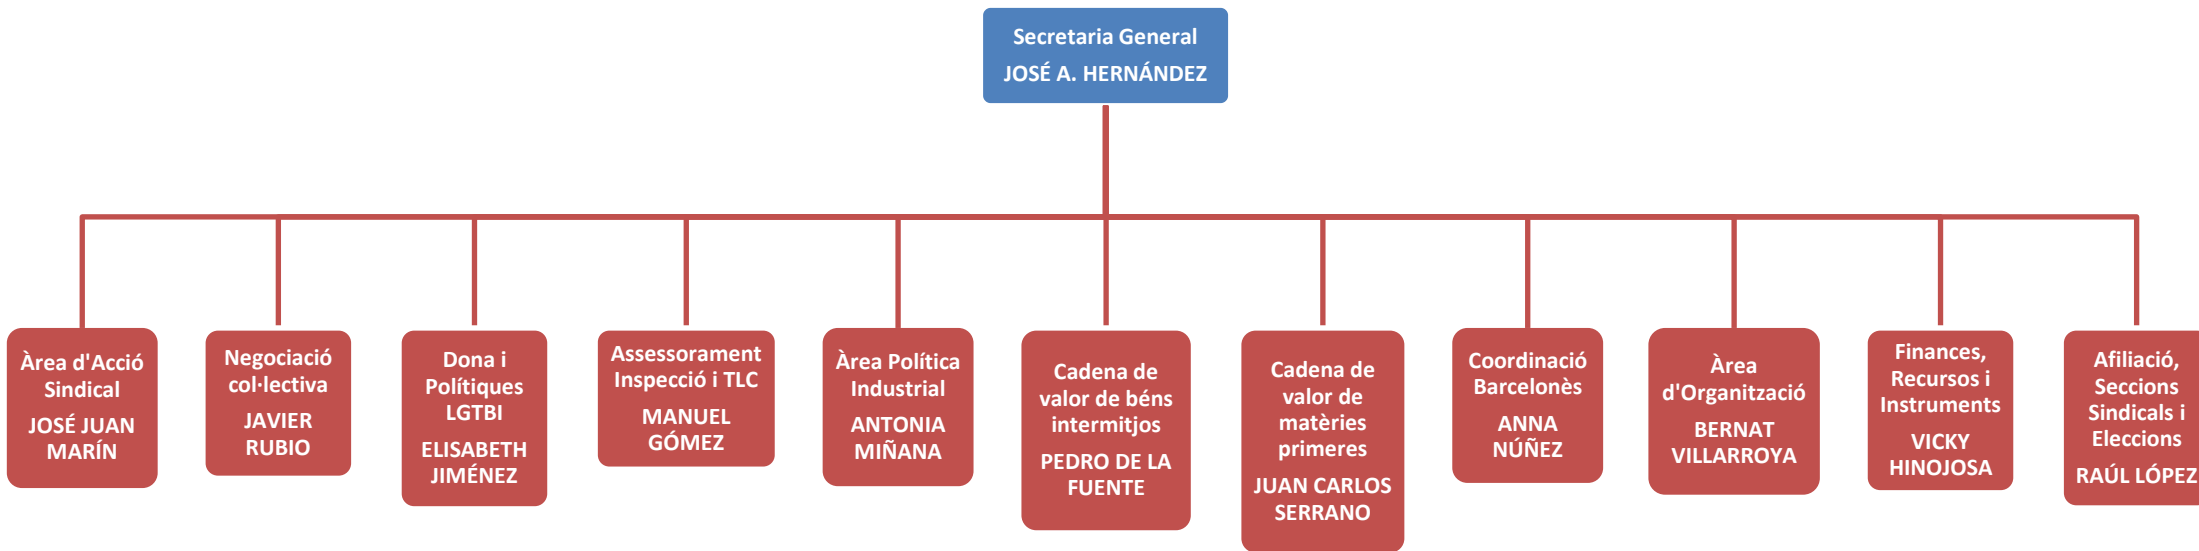 Secretaria General
JOSÉ A. HERNÁNDEZ
Àrea d'Acció
Sindical
JOSÉ JUAN
MARÍN
Negociació
col·lectiva
JAVIER
RUBIO
Dona i
Polítiques
LGTBI
ELISABETH
JIMÉNEZ
Assessorament
Inspecció i TLC
MANUEL
GÓMEZ
Àrea Política
Industrial
ANTONIA
MIÑANA
Cadena de
valor de béns
intermitjos
PEDRO DE LA
FUENTE
Cadena de
valor de
matèries
primeres
JUAN CARLOS
SERRANO
Coordinació
Barcelonès
ANNA
NÚÑEZ
Àrea
d'Organització
BERNAT
VILLARROYA
Finances,
Recursos i
Instruments
VICKY
HINOJOSA
Afiliació,
Seccions
Sindicals i
Eleccions
RAÚL LÓPEZ